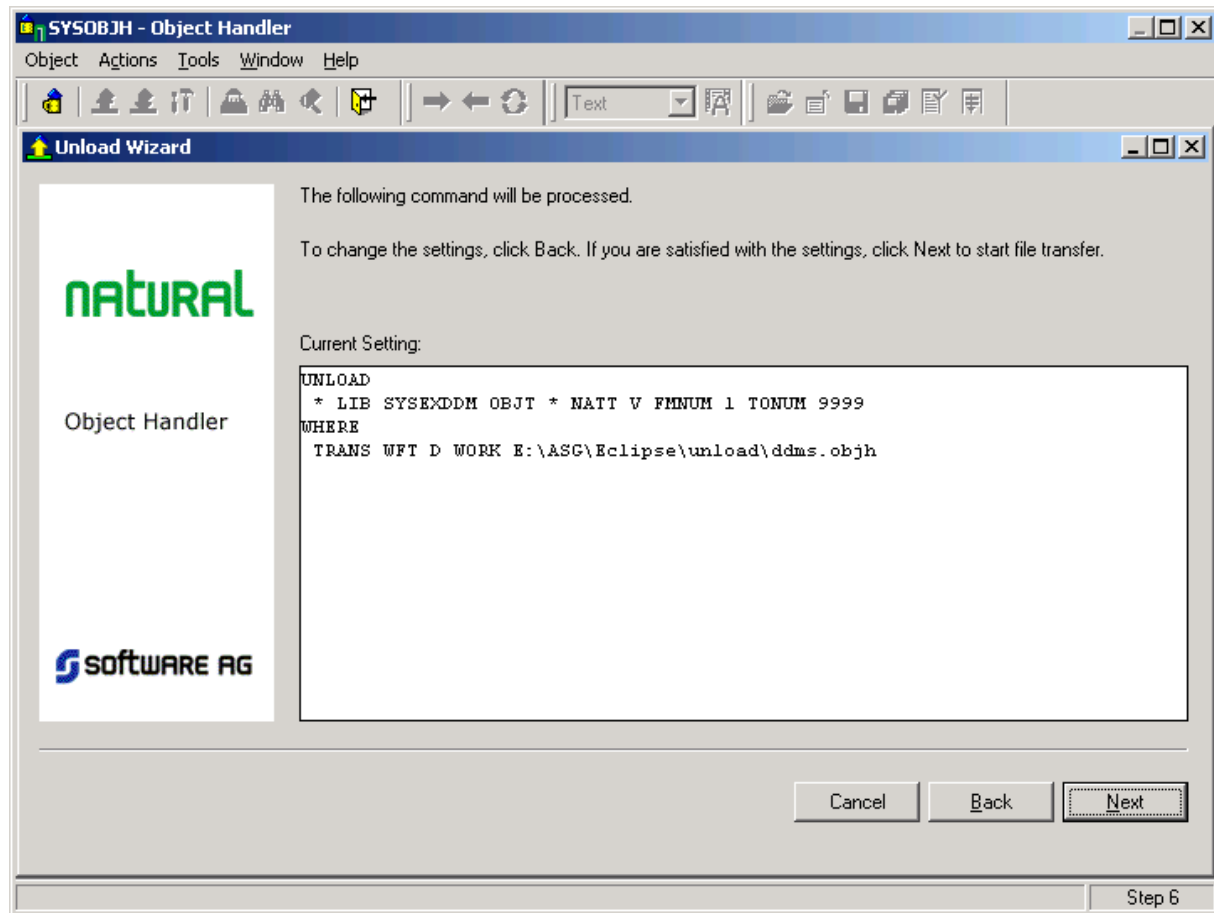 SYSOBJH - Object Handler
Object Actions Tools Window Help
Text
Unload Wizard
The following command will be processed.
To change the settings, click Back. If you are satisfied with the settings, click Next to start file transfer.
natural
Current Setting:
UNLOAD
* LIB SYSEXDDM OBJT * NATT V FMNUM 1 TONUM 9999
Object Handler
WHERE
TRANS WFT D WORK E:\ASG\Eclipse\unload\ddms.objh
software AG
Cancel Back Next
Step 6